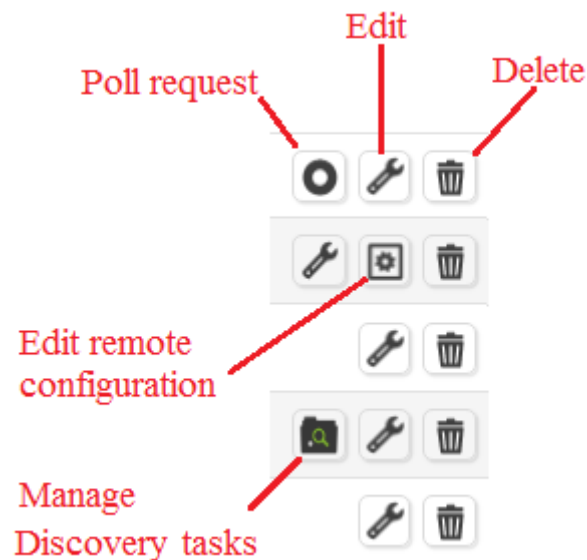 Edit
Poll request
Delete
Edit remote
configuration
Manage
Discovery tasks